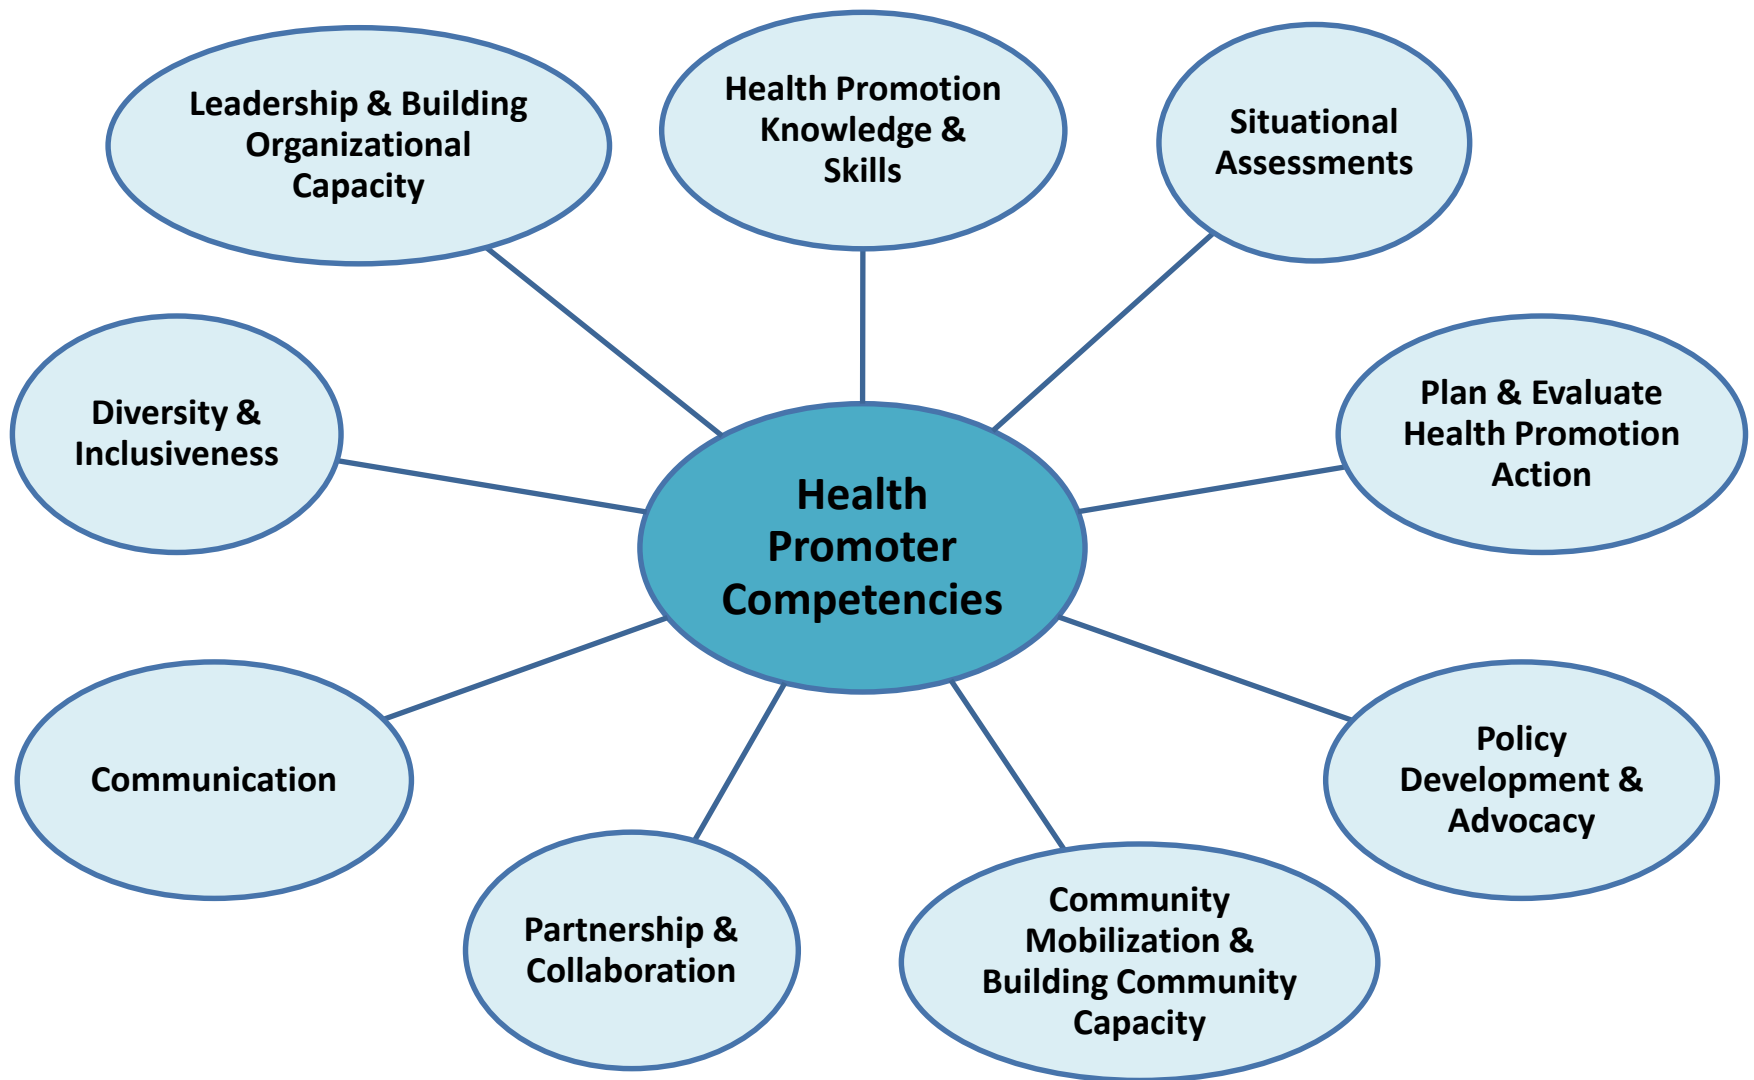 Leadership & Building
Organizational
Capacity
Health Promotion
Knowledge &
Skills
Situational
Assessments
Diversity &
Inclusiveness
Plan & Evaluate
Health Promotion
Action
Health
Promoter
Competencies
Communication
Policy
Development &
Advocacy
Partnership &
Collaboration
Community
Mobilization &
Building Community
Capacity